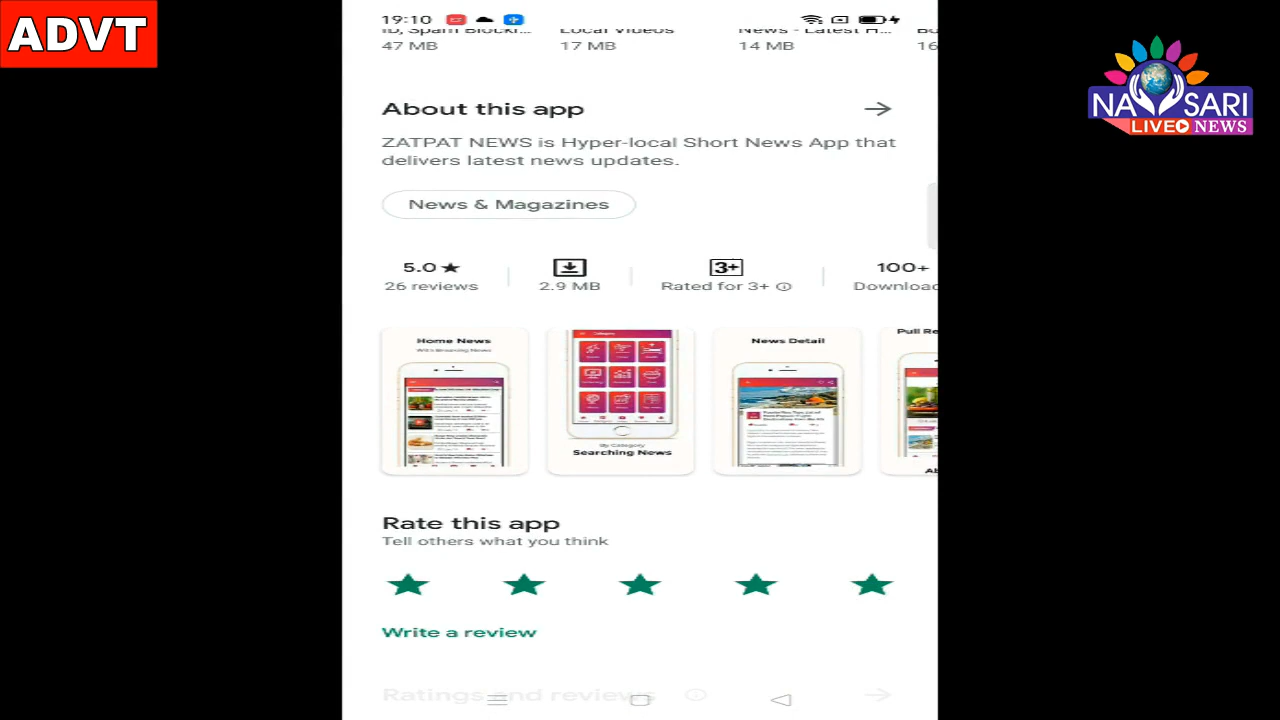 ADVT
19:10
47 MB
17 MB
14 MB
NAVSARI
LIVE NEWS
About this app
ZATPAT NEWS is Hyper-local Short News App that
delivers latest news updates.
News & Magazines
5.0★
26 reviews
2.9 MB
3+
Rated for 3+
100+
Home News
News Detail
By Category
Searching News
Rate this app
Tell others what you think
Write a review
Ratings and reviews